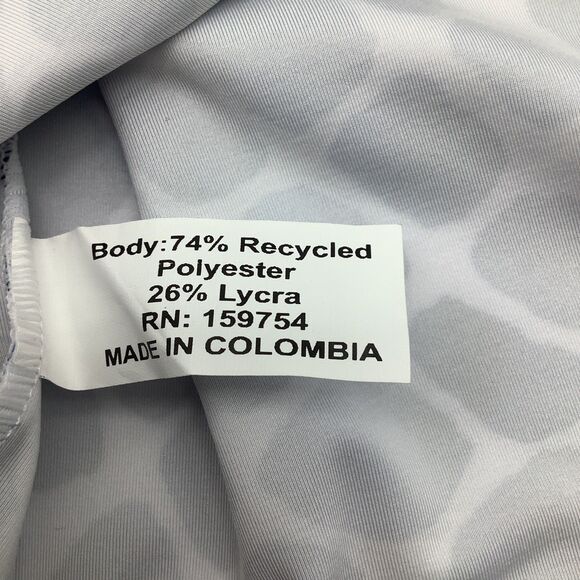 Body:74% Recycled
Polyester
26% Lycra
RN: 159754
MADE IN COLOMBIA